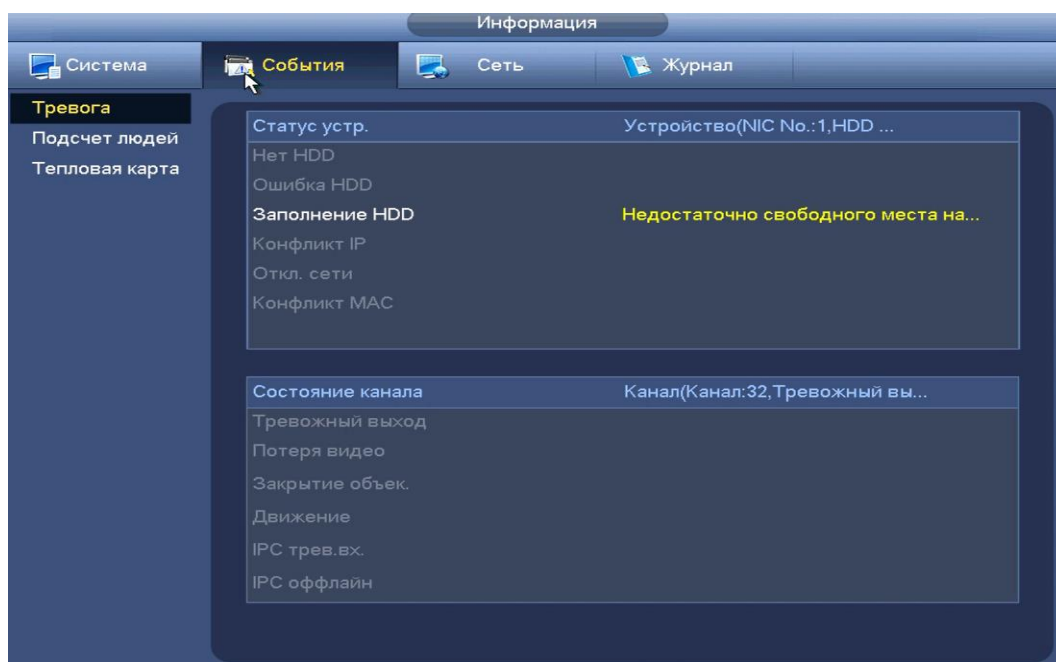 Информация
Система События Сеть Журнал
Тревога
Подсчет людей
Тепловая карта
Статус устр. Устройство(NIC No.:1,HDD ...
Нет HDD
Ошибка HDD
Заполнение HDD Недостаточно свободного места на...
Конфликт IP
Откл. сети
Конфликт MAC
Состояние канала Канал(Канал:32,Тревожный вы...
Тревожный выход
Потеря видео
Закрытие объек.
Движение
IPC трев.вх.
IPC оффлайн